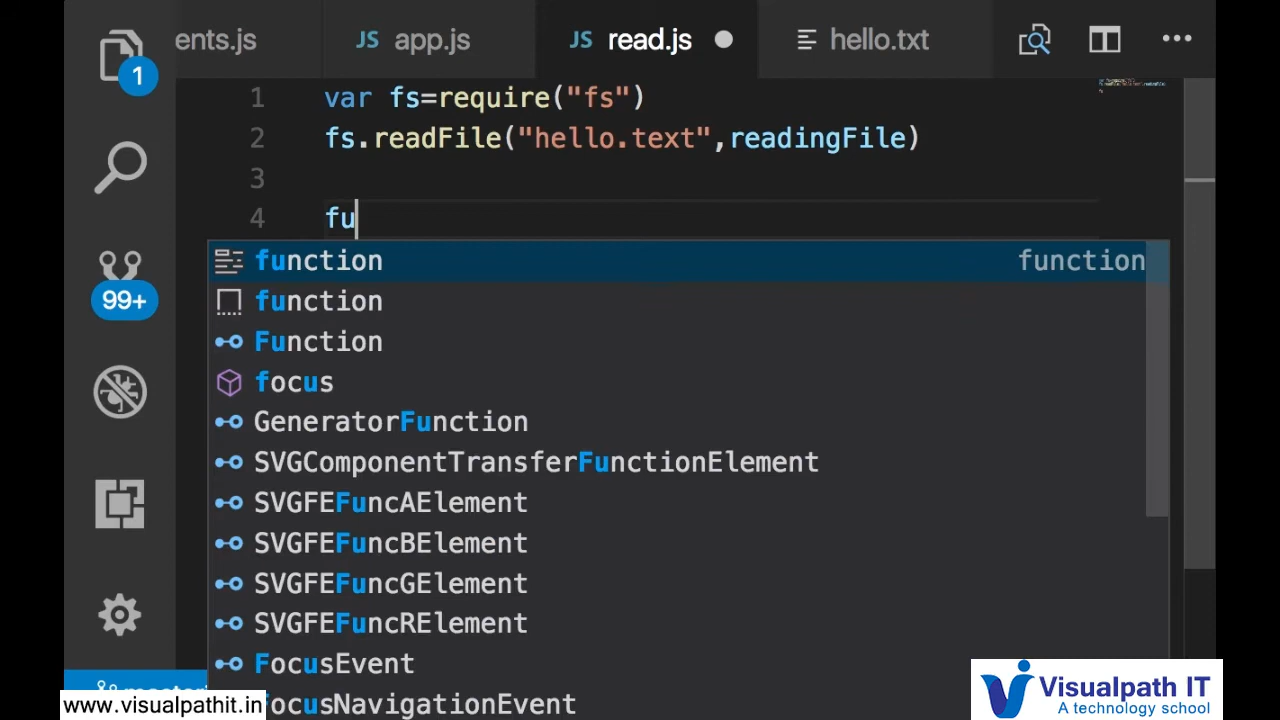 ents.js
JS app.js
JS read.js
hello.txt
1
1 var fs=require("fs")
2 fs.readFile("hello.text",readingFile)
3
4 fu
99+
function function
function
Function
focus
GeneratorFunction
SVGComponentTransferFunctionElement
SVGFEFuncAElement
SVGFEFuncBElement
SVGFEFuncGElement
SVGFEFuncRElement
FocusEvent
FocusNavigationEvent
www.visualpathit.in
Visualpath IT
A technology school